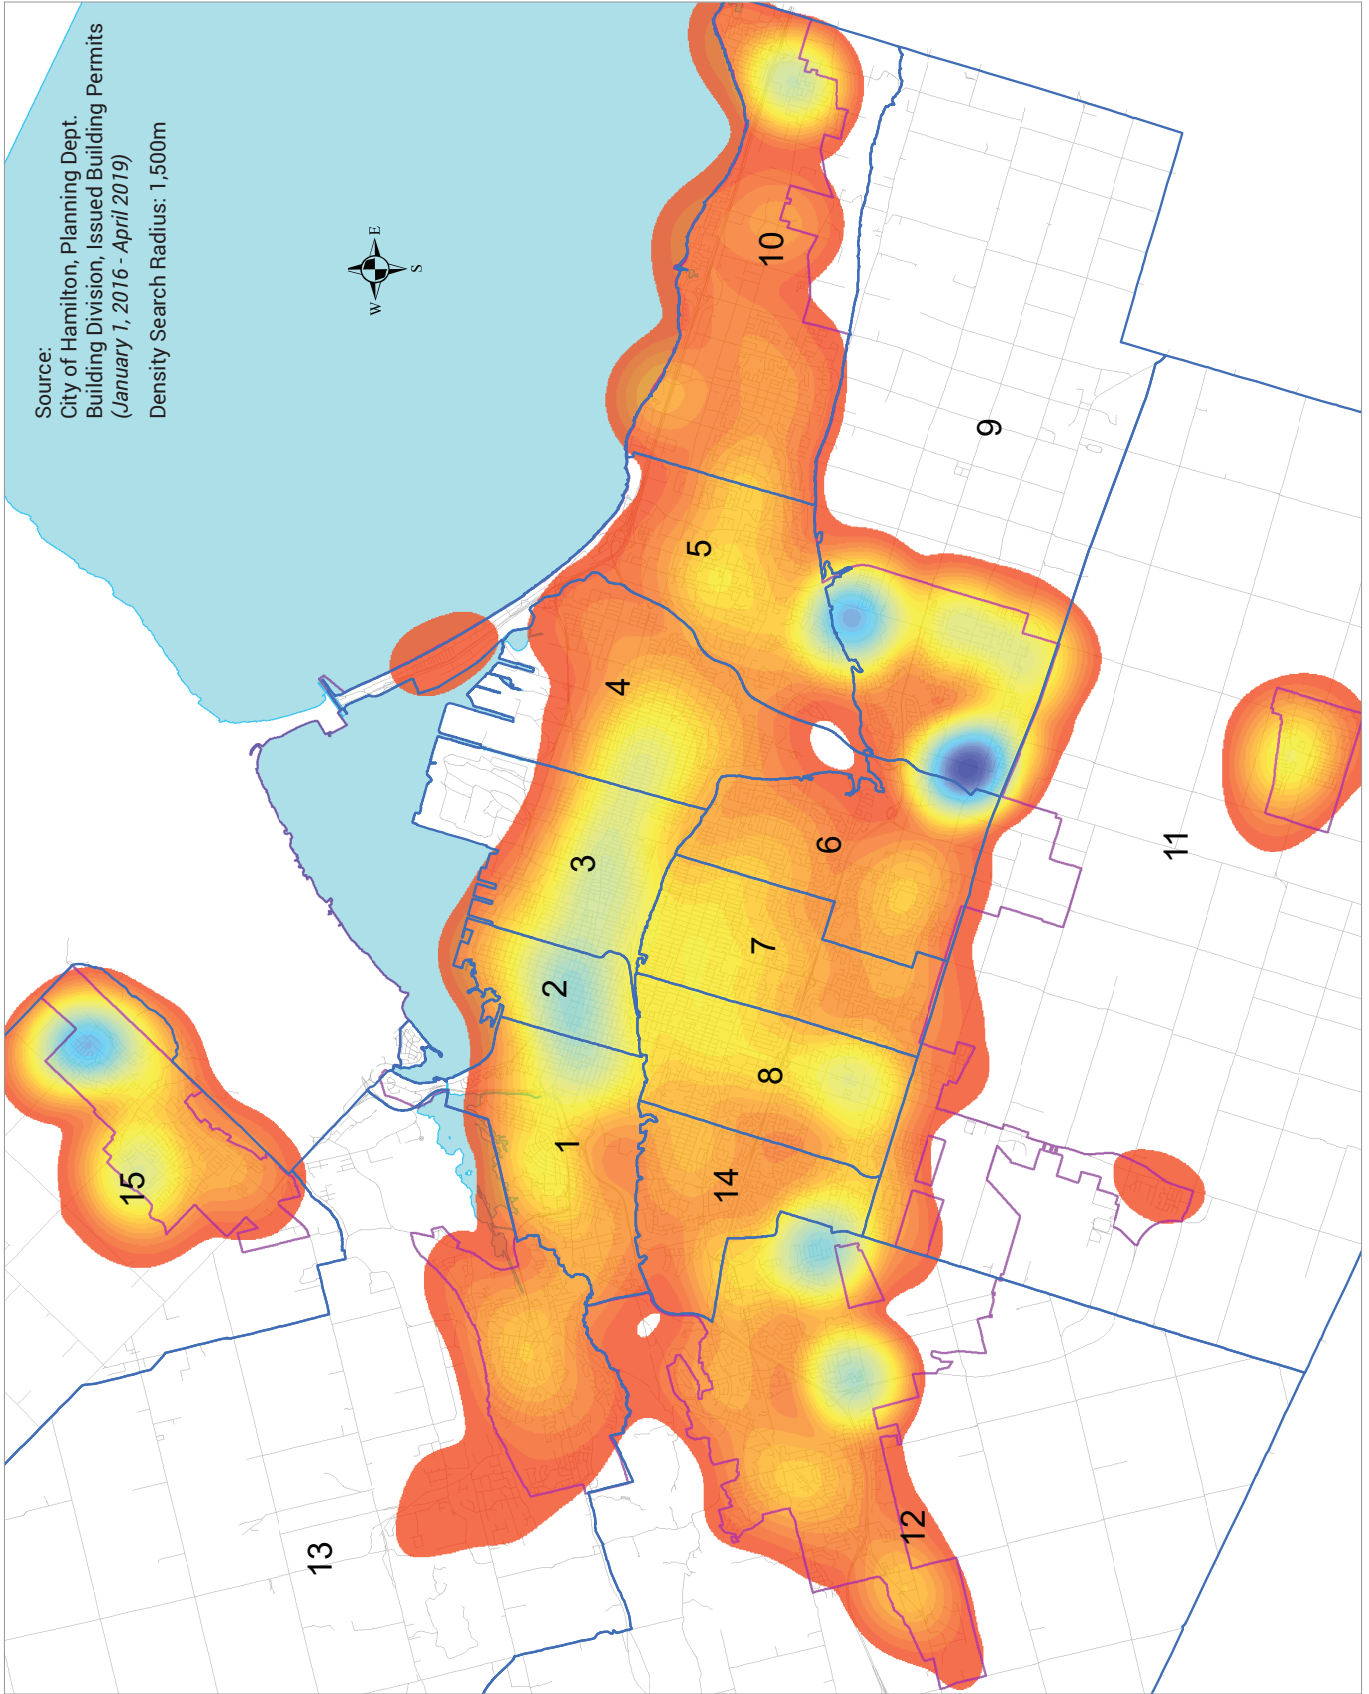 Source:
City of Hamilton, Planning Dept.
Building Division, Issued Building Permits
(January 1, 2016 - April 2019)
Density Search Radius: 1,500m
W
E
S
15
13
1
2
3
4
5
10
14
8
7
6
9
12
11